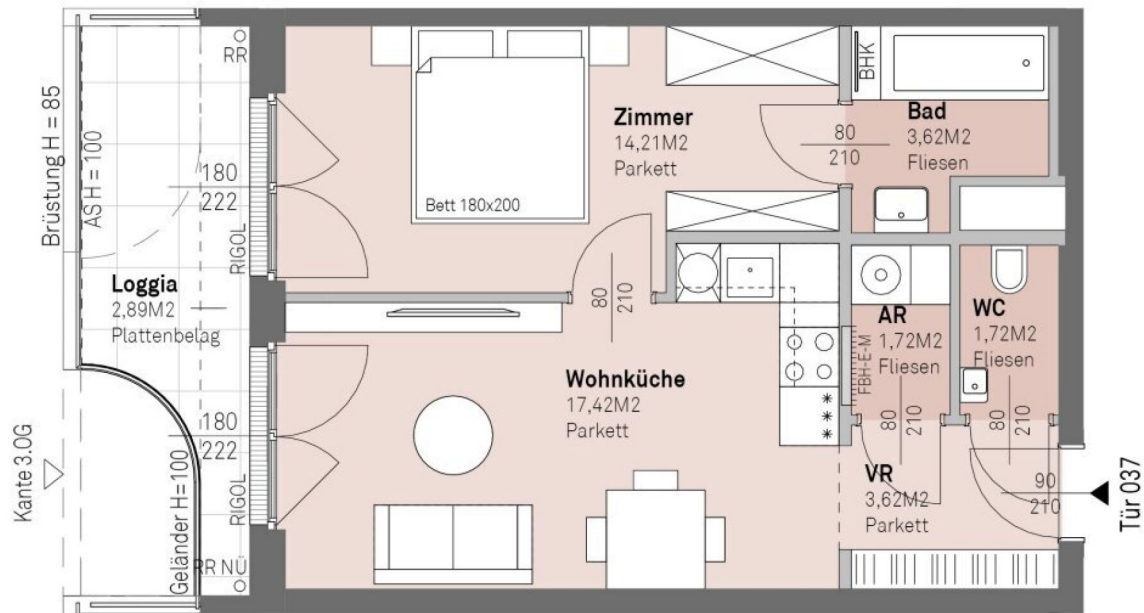 RR
BHK
Zimmer
14,21M2
Parkett
80
210
Bad
3,62M2
Fliesen
Brüstung H = 85
AS H = 100
180
222
RIGOL
Bett 180x200
Loggia
2,89M2
Plattenbelag
80
210
AR
1,72M2
Fliesen
WC
1,72M2
Fliesen
FBH-E-M
Wohnküche
17,42M2
Parkett
180
222
RIGOL
80
210
80
210
Kante 3.OG
Geländer H=100
VR
3,62M2
Parkett
90
210
Tür 037
RR NÜ